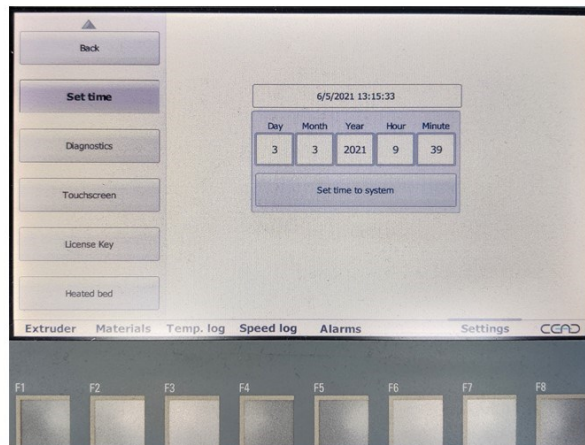 Back
Set time
Diagnostics
Touchscreen
License Key
Heated bed
6/5/2021 13:15:33
Day Month Year Hour Minute
3 3 2021 9 39
Set time to system
Extruder Materials Temp. log Speed log Alarms Settings CEAD
F1 F2 F3 F4 F5 F6 F7 F8